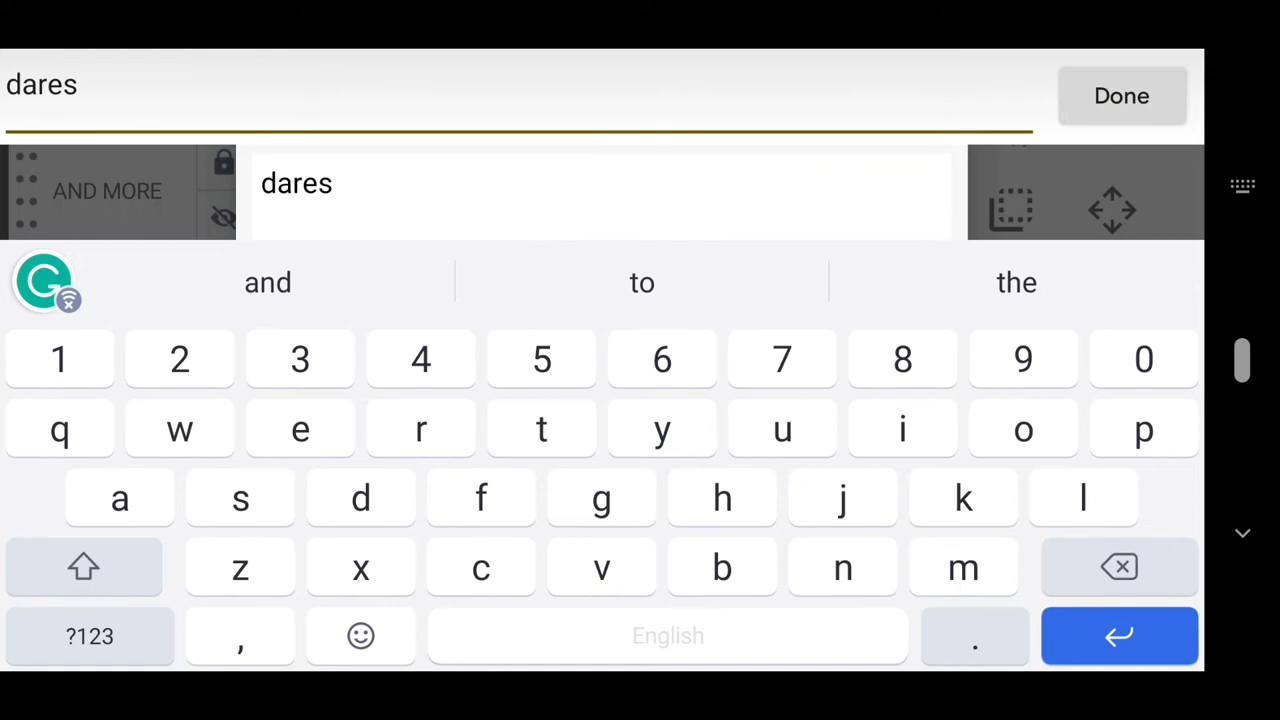 dares
Done
AND MORE
dares
and to the
1 2 3 4 5 6 7 8 9 0
q w e r t y u i o p
a s d f g h j k l
z x c v b n m
?123 , English .